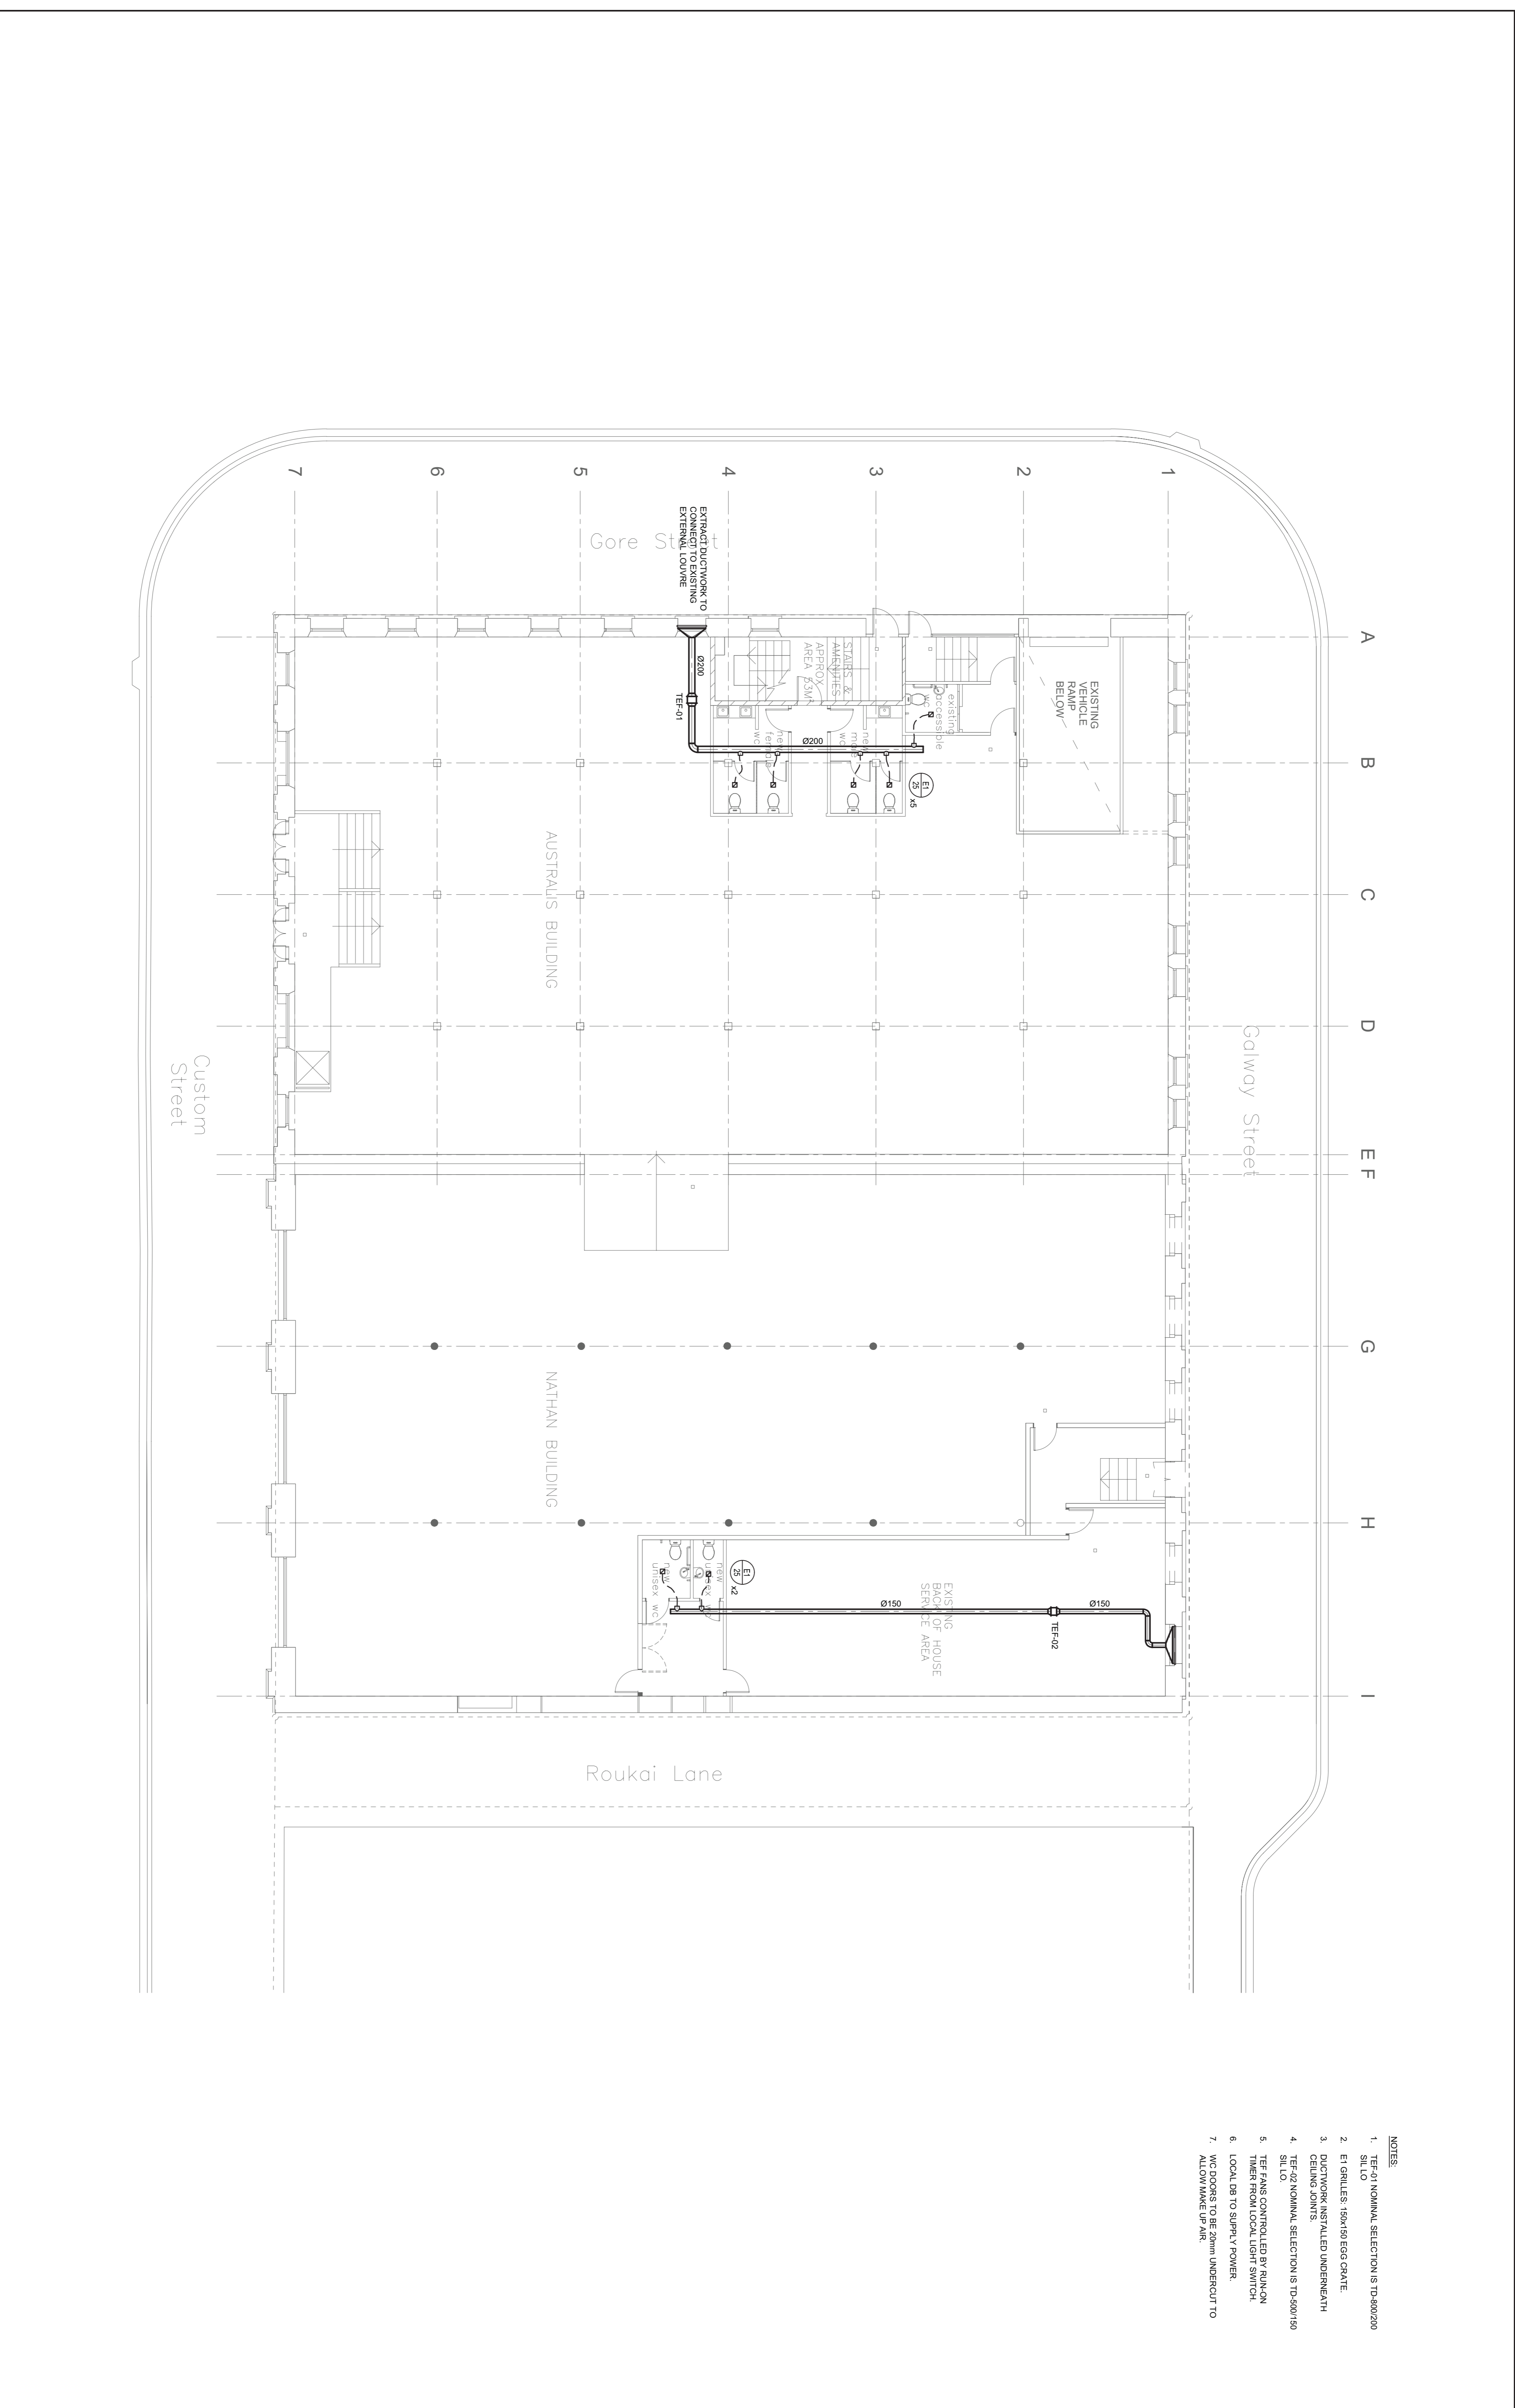 A
B
C
D
E
F
G
H
I
1
2
3
4
5
6
7
Gore Street
Galway Street
Custom
Street
Roukai Lane
EXTRACT DUCTWORK TO
CONNECT TO EXISTING
EXTERNAL LOUVRE
Ø200
TEF-01
Ø200
STAIRS &
AMENITIES
APPROX
AREA 63M²
existing
accessible
wc
EXISTING
VEHICLE
RAMP
BELOW
new
male
wc
new
female
wc
E1
25
x5
AUSTRALIS BUILDING
NATHAN BUILDING
new
unisex wc
new
unisex wc
E1
25
x2
EXISTING
BACK OF HOUSE
SERVICE AREA
Ø150
TEF-02
Ø150
NOTES:
1. TEF-01 NOMINAL SELECTION IS TD-800/200
SIL LO
2. E1 GRILLES: 150x150 EGG CRATE.
3. DUCTWORK INSTALLED UNDERNEATH
CEILING JOINTS.
4. TEF-02 NOMINAL SELECTION IS TD-500/150
SIL LO.
5. TEF FANS CONTROLLED BY RUN-ON
TIMER FROM LOCAL LIGHT SWITCH.
6. LOCAL DB TO SUPPLY POWER.
7. WC DOORS TO BE 20mm UNDERCUT TO
ALLOW MAKE UP AIR.